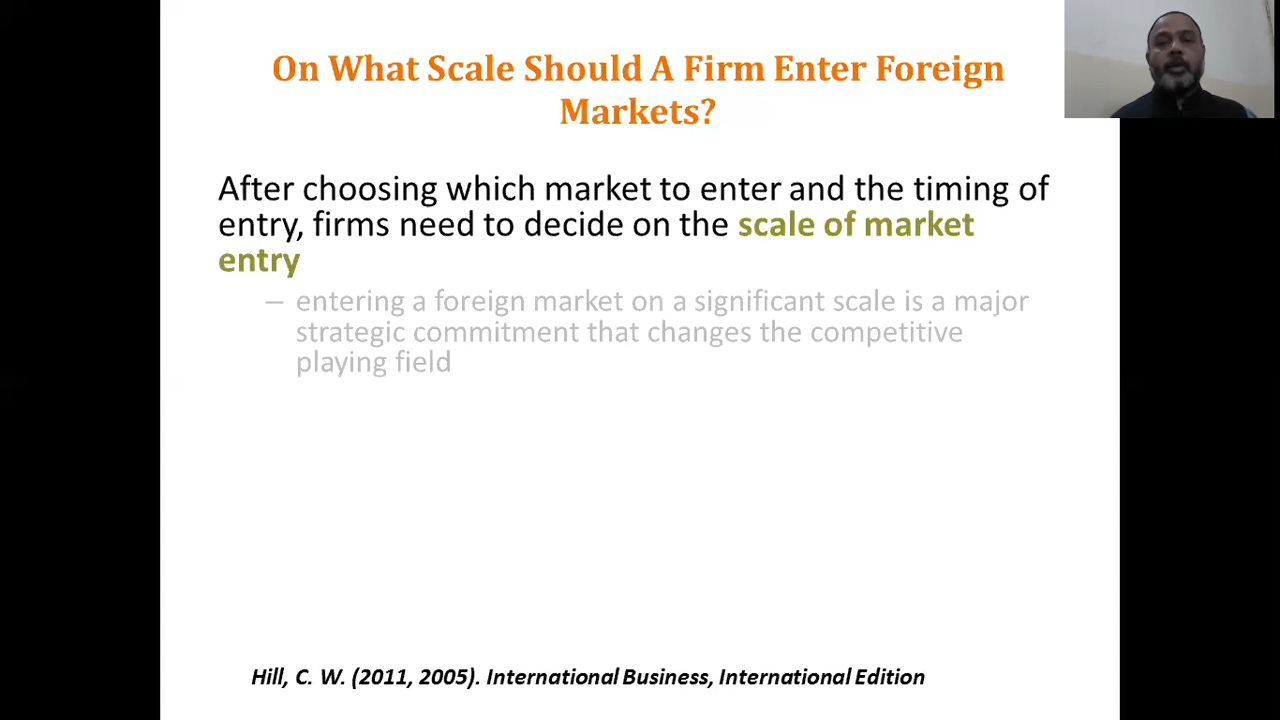 On What Scale Should A Firm Enter Foreign
Markets?
After choosing which market to enter and the timing of
entry, firms need to decide on the scale of market
entry
– entering a foreign market on a significant scale is a major
strategic commitment that changes the competitive
playing field
Hill, C. W. (2011, 2005). International Business, International Edition